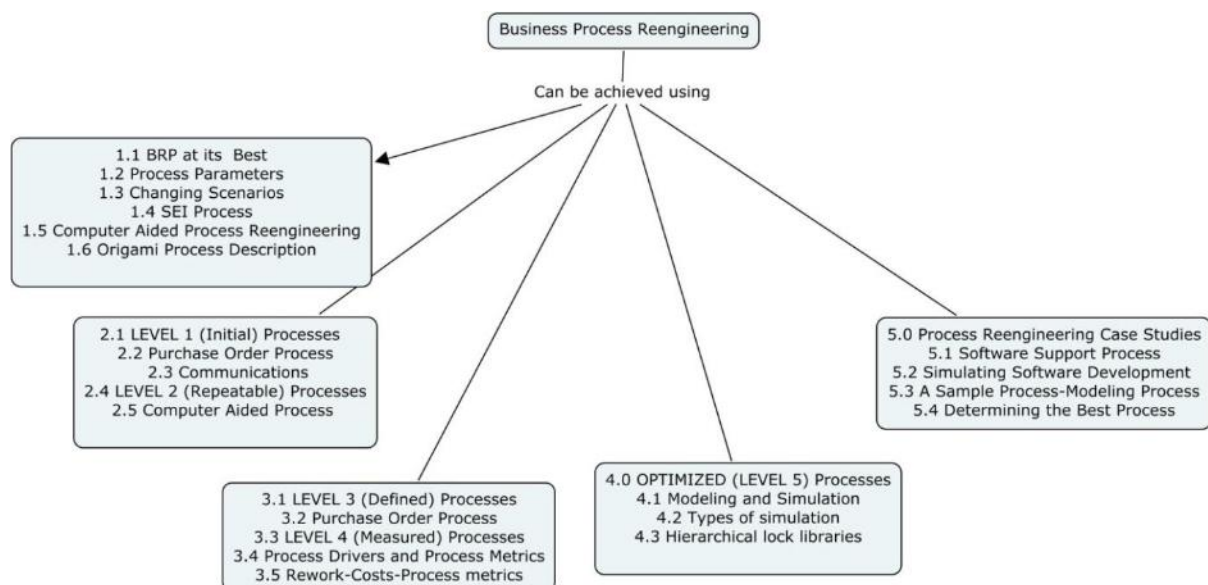 Business Process Reengineering
Can be achieved using
1.1 BRP at its Best
1.2 Process Parameters
1.3 Changing Scenarios
1.4 SEI Process
1.5 Computer Aided Process Reengineering
1.6 Origami Process Description
2.1 LEVEL 1 (Initial) Processes
2.2 Purchase Order Process
2.3 Communications
2.4 LEVEL 2 (Repeatable) Processes
2.5 Computer Aided Process
3.1 LEVEL 3 (Defined) Processes
3.2 Purchase Order Process
3.3 LEVEL 4 (Measured) Processes
3.4 Process Drivers and Process Metrics
3.5 Rework-Costs-Process metrics
4.0 OPTIMIZED (LEVEL 5) Processes
4.1 Modeling and Simulation
4.2 Types of simulation
4.3 Hierarchical lock libraries
5.0 Process Reengineering Case Studies
5.1 Software Support Process
5.2 Simulating Software Development
5.3 A Sample Process-Modeling Process
5.4 Determining the Best Process